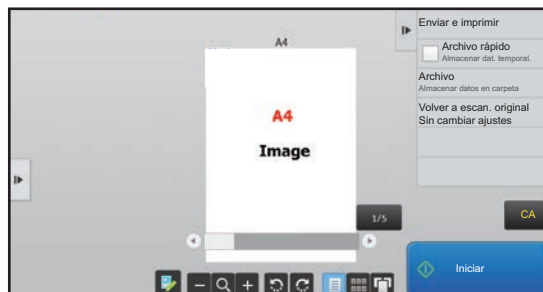 A4
A4
Image
1/5
Enviar e imprimir
Archivo rápido
Almacenar dat. temporal.
Archivo
Almacenar datos en carpeta
Volver a escan. original
Sin cambiar ajustes
CA
Iniciar